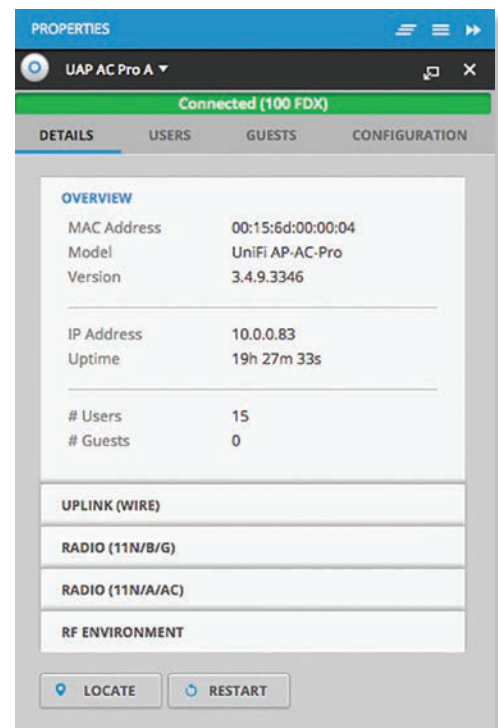 PROPERTIES
UAP AC Pro A
Connected (100 FDX)
DETAILS USERS GUESTS CONFIGURATION
OVERVIEW
MAC Address 00:15:6d:00:00:04
Model UniFi AP-AC-Pro
Version 3.4.9.3346
IP Address 10.0.0.83
Uptime 19h 27m 33s
# Users 15
# Guests 0
UPLINK (WIRE)
RADIO (11N/B/G)
RADIO (11N/A/AC)
RF ENVIRONMENT
LOCATE RESTART